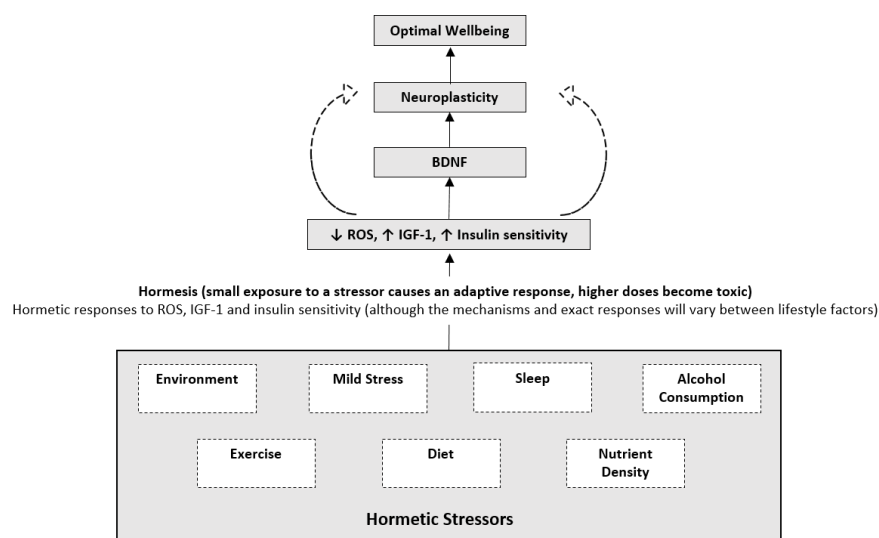 Optimal Wellbeing
Neuroplasticity
BDNF
↓ ROS, ↑ IGF-1, ↑ Insulin sensitivity
Hormesis (small exposure to a stressor causes an adaptive response, higher doses become toxic)
Hormetic responses to ROS, IGF-1 and insulin sensitivity (although the mechanisms and exact responses will vary between lifestyle factors)
Environment
Mild Stress
Sleep
Alcohol
Consumption
Exercise
Diet
Nutrient
Density
Hormetic Stressors